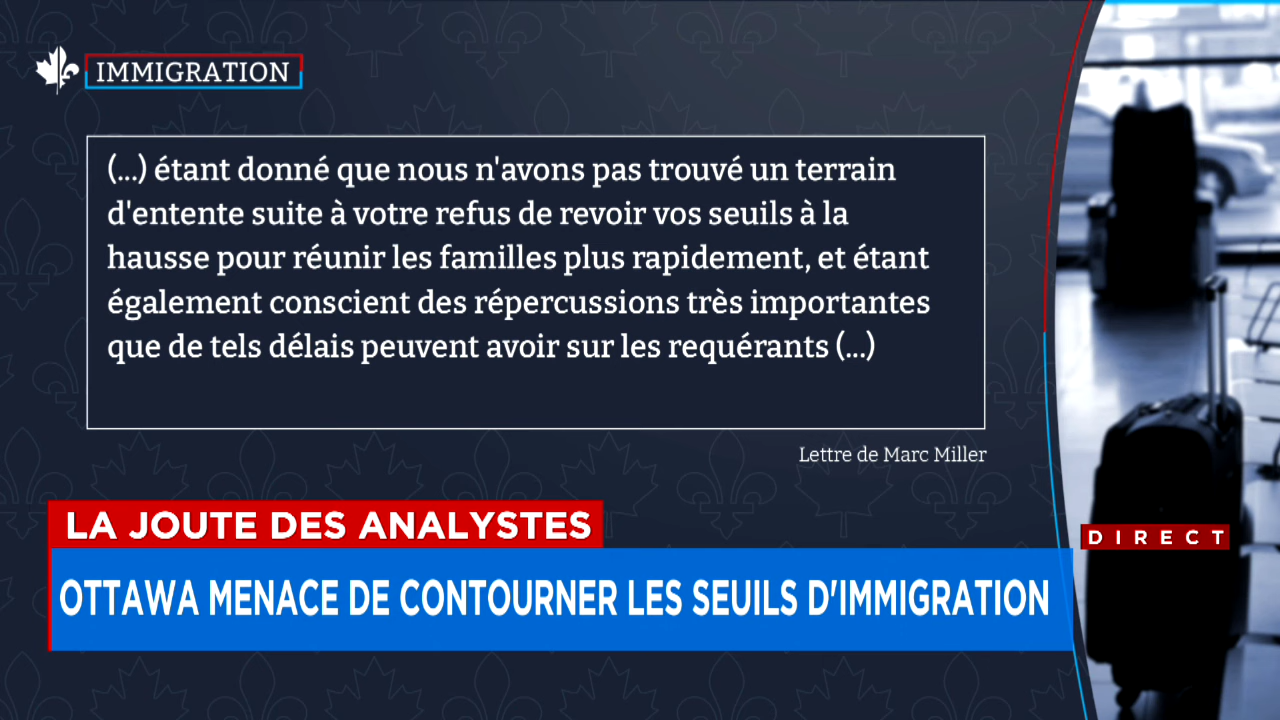 IMMIGRATION
(...) étant donné que nous n'avons pas trouvé un terrain
d'entente suite à votre refus de revoir vos seuils à la
hausse pour réunir les familles plus rapidement, et étant
également conscient des répercussions très importantes
que de tels délais peuvent avoir sur les requérants (...)
Lettre de Marc Miller
LA JOUTE DES ANALYSTES
DIRECT
OTTAWA MENACE DE CONTOURNER LES SEUILS D'IMMIGRATION